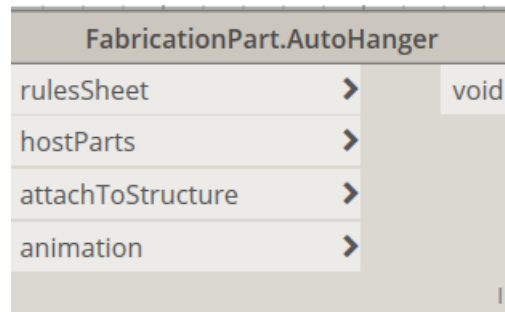 FabricationPart.AutoHanger
rulesSheet void
hostParts
attachToStructure
animation